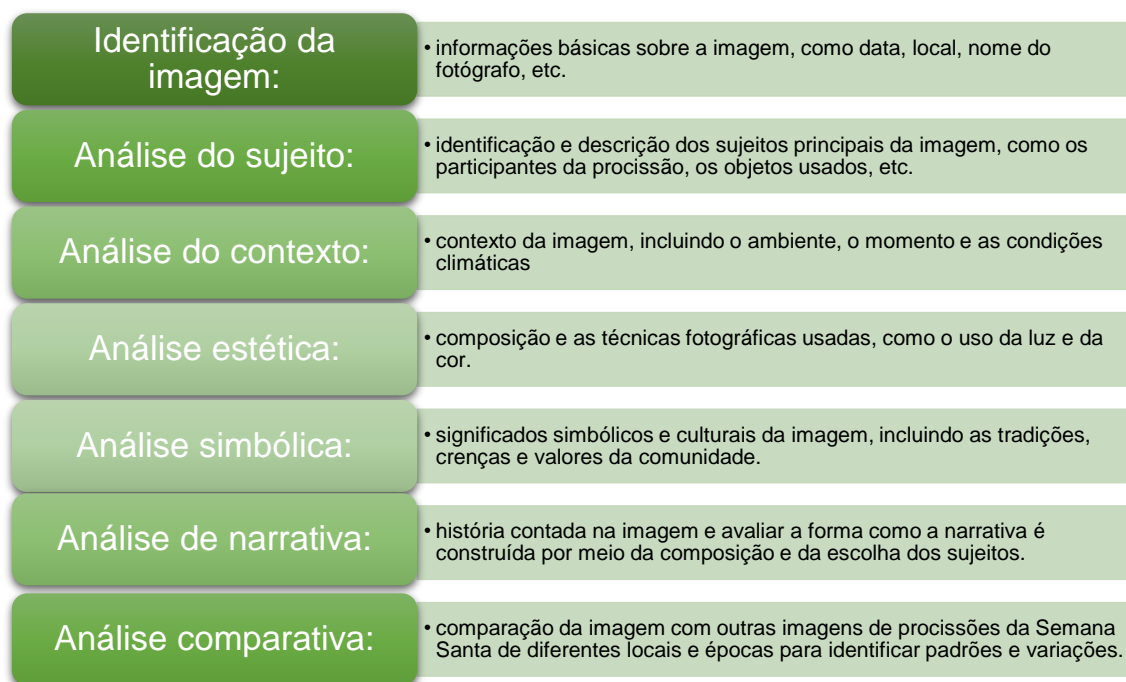 Identificação da
imagem:
• informações básicas sobre a imagem, como data, local, nome do
fotógrafo, etc.
Análise do sujeito:
• identificação e descrição dos sujeitos principais da imagem, como os
participantes da procissão, os objetos usados, etc.
Análise do contexto:
• contexto da imagem, incluindo o ambiente, o momento e as condições
climáticas
Análise estética:
• composição e as técnicas fotográficas usadas, como o uso da luz e da
cor.
Análise simbólica:
• significados simbólicos e culturais da imagem, incluindo as tradições,
crenças e valores da comunidade.
Análise de narrativa:
• história contada na imagem e avaliar a forma como a narrativa é
construída por meio da composição e da escolha dos sujeitos.
Análise comparativa:
• comparação da imagem com outras imagens de procissões da Semana
Santa de diferentes locais e épocas para identificar padrões e variações.